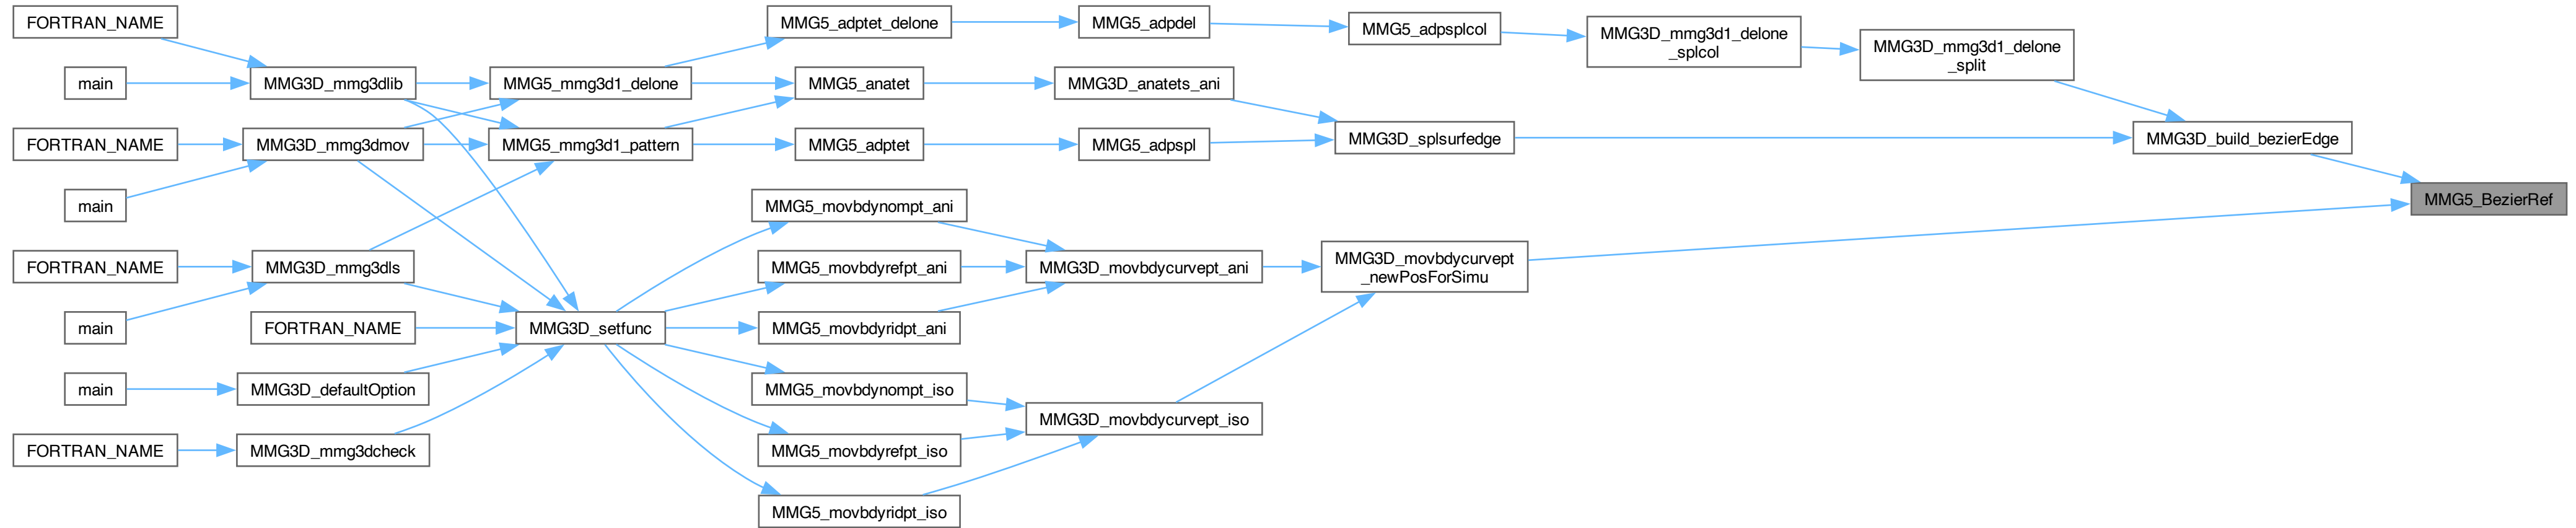 FORTRAN_NAME
MMG5_adptet_delone
MMG5_adpdel
MMG5_adpsplcol
MMG3D_mmg3d1_delone
_splcol
MMG3D_mmg3d1_delone
_split
main
MMG3D_mmg3dlib
MMG5_mmg3d1_delone
MMG5_anatet
MMG3D_anatets_ani
FORTRAN_NAME
MMG3D_mmg3dmov
MMG5_mmg3d1_pattern
MMG5_adptet
MMG5_adpspl
MMG3D_splsurfedge
MMG3D_build_bezierEdge
main
MMG5_movbdynompt_ani
MMG5_BezierRef
FORTRAN_NAME
MMG3D_mmg3dls
MMG5_movbdyrefpt_ani
MMG3D_movbdycurvept_ani
MMG3D_movbdycurvept
_newPosForSimu
main
FORTRAN_NAME
MMG3D_setfunc
MMG5_movbdyridpt_ani
main
MMG3D_defaultOption
MMG5_movbdynompt_iso
MMG3D_movbdycurvept_iso
FORTRAN_NAME
MMG3D_mmg3dcheck
MMG5_movbdyrefpt_iso
MMG5_movbdyridpt_iso